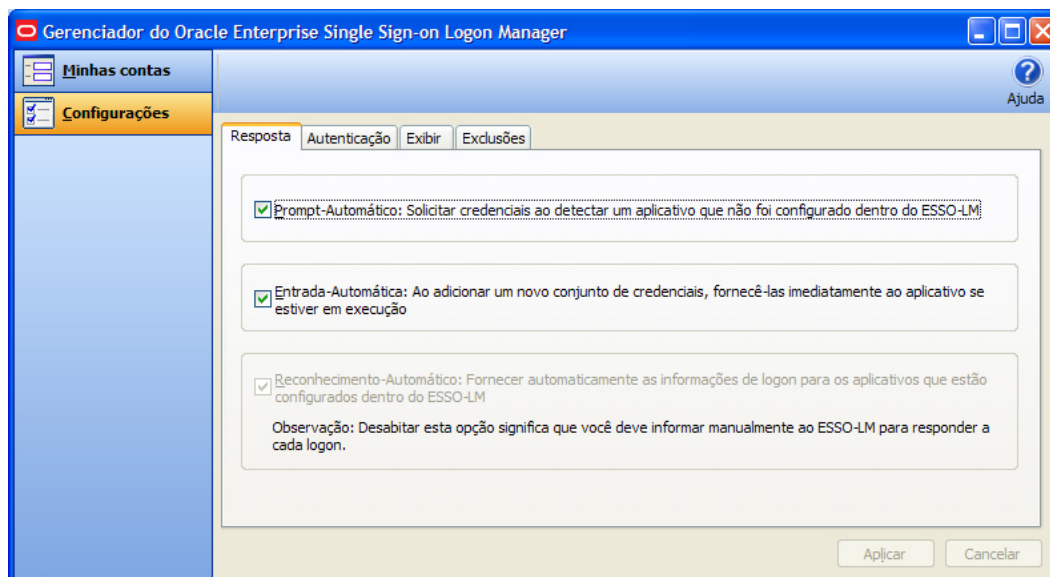 Gerenciador do Oracle Enterprise Single Sign-on Logon Manager
Minhas contas
Configurações
Ajuda
Resposta
Autenticação
Exibir
Exclusões
Prompt-Automático: Solicitar credenciais ao detectar um aplicativo que não foi configurado dentro do ESSO-LM
Entrada-Automática: Ao adicionar um novo conjunto de credenciais, fornecê-las imediatamente ao aplicativo se
estiver em execução
Reconhecimento-Automático: Fornecer automaticamente as informações de logon para os aplicativos que estão
configurados dentro do ESSO-LM
Observação: Desabitar esta opção significa que você deve informar manualmente ao ESSO-LM para responder a
cada logon.
Aplicar
Cancelar